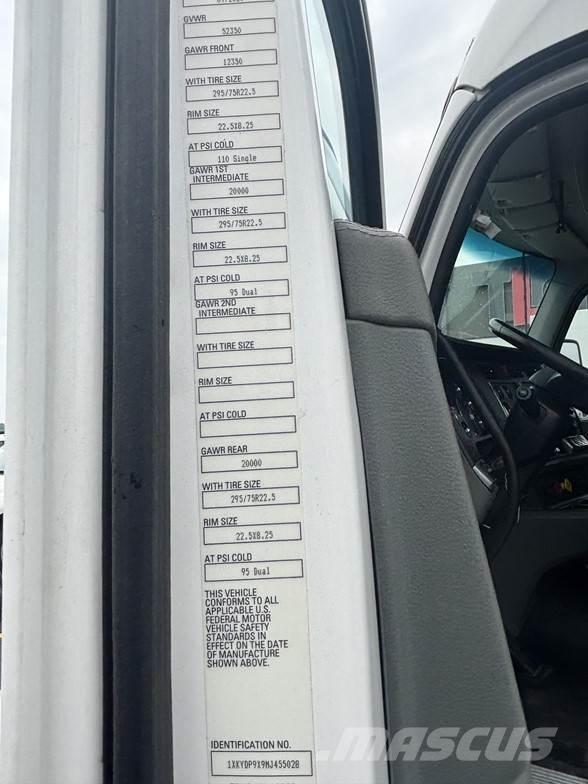 GVWR
52350
GAWR FRONT
12350
WITH TIRE SIZE
295/75R22.5
RIM SIZE
22.5X8.25
AT PSI COLD
110 Single
GAWR 1ST
INTERMEDIATE
20000
WITH TIRE SIZE
295/75R22.5
RIM SIZE
22.5X8.25
AT PSI COLD
95 Dual
GAWR 2ND
INTERMEDIATE
WITH TIRE SIZE
RIM SIZE
AT PSI COLD
GAWR REAR
20000
WITH TIRE SIZE
295/75R22.5
RIM SIZE
22.5X8.25
AT PSI COLD
95 Dual
THIS VEHICLE
CONFORMS TO ALL
APPLICABLE U.S.
FEDERAL MOTOR
VEHICLE SAFETY
STANDARDS IN
EFFECT ON THE DATE
OF MANUFACTURE
SHOWN ABOVE.
IDENTIFICATION NO.
1XKYDP9X9MJ455028
MASCUS